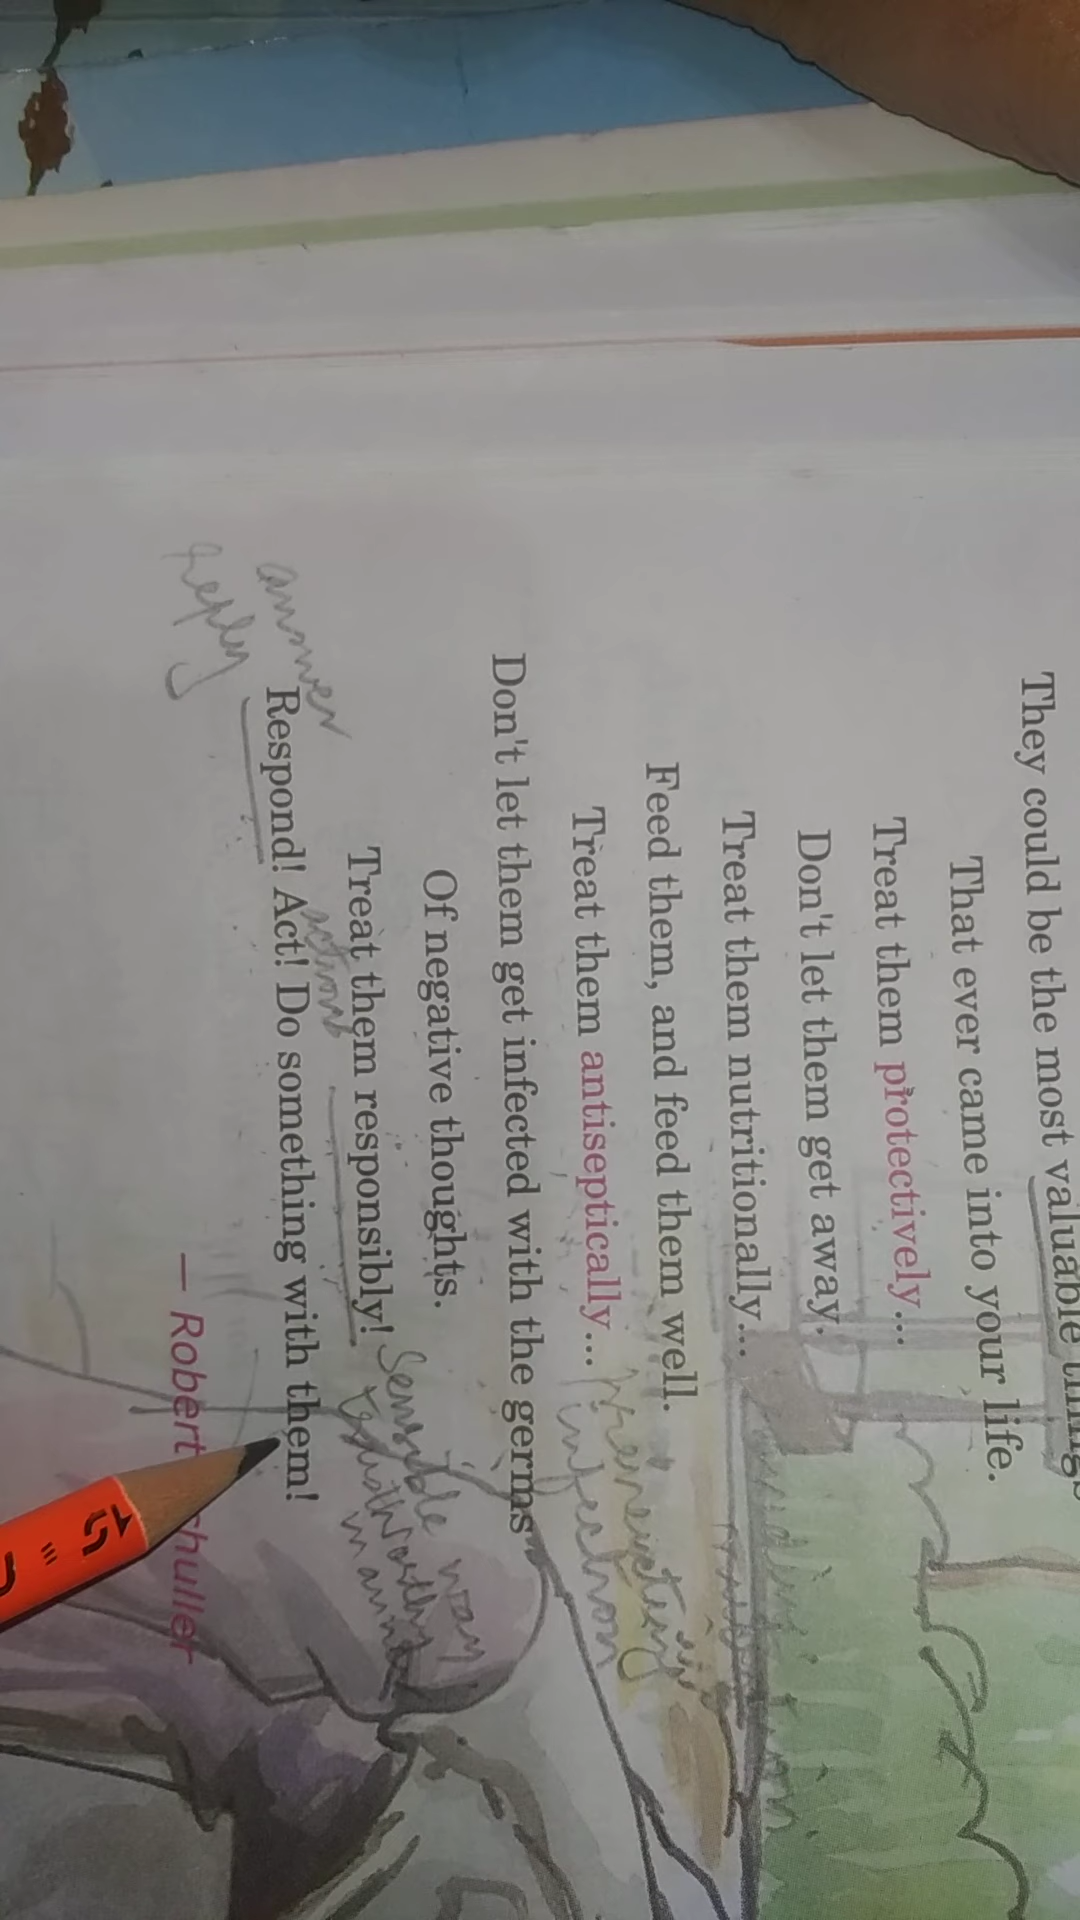 They could be the most valuable things
That ever came into your life.
Treat them protectively...
Don't let them get away.
Treat them nutritionally...
Feed them, and feed them well.
Treat them antiseptically...
infection
Don't let them get infected with the germs
Of negative thoughts.
Treat them responsibly! Sensible way
action
answer
reply
Respond! Act! Do something with them!
— Robert Schuller